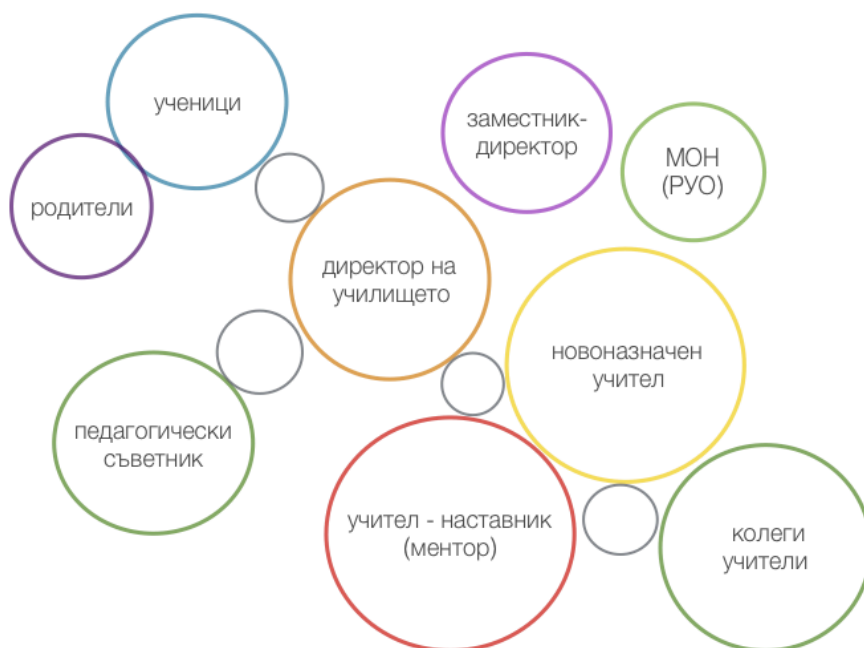 ученици
родители
заместник-
директор
МОН
(РУО)
директор на
училището
новоназначен
учител
педагогически
съветник
учител - наставник
(ментор)
колеги
учители